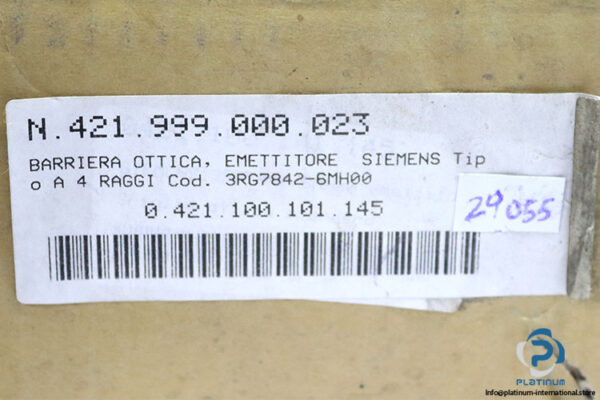 N.421.999.000.023
BARRIERA OTTICA, EMETTITORE SIEMENS Tip
o A 4 RAGGI Cod. 3RG7842-6MH00
0.421.100.101.145
29055
PLATINUM
Info@platinum-international.store